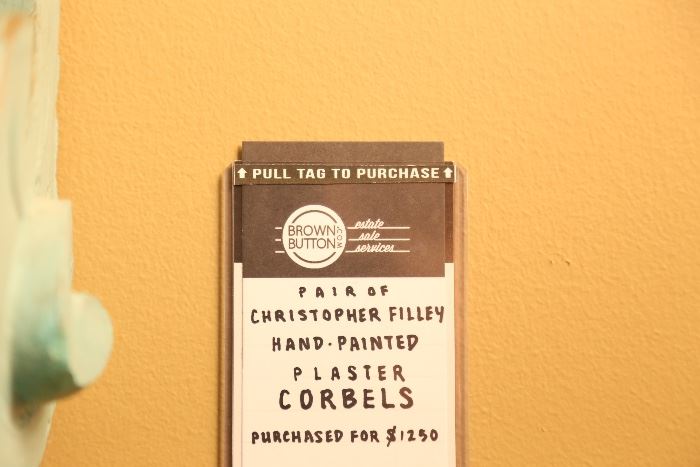 ⬆ PULL TAG TO PURCHASE ⬆
BROWN BUTTON .COM
estate sale services
PAIR OF
CHRISTOPHER FILLEY
HAND-PAINTED
PLASTER
CORBELS
PURCHASED FOR $1250